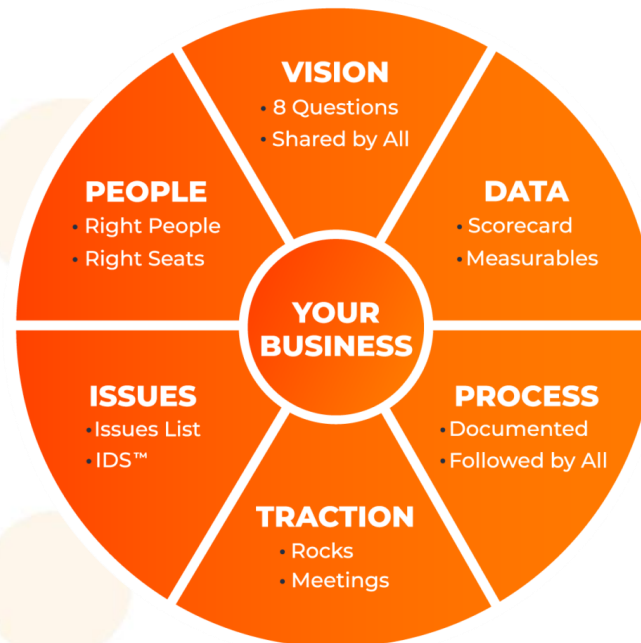 VISION
• 8 Questions
• Shared by All
PEOPLE
• Right People
• Right Seats
DATA
• Scorecard
• Measurables
YOUR
BUSINESS
ISSUES
• Issues List
• IDS™
PROCESS
• Documented
• Followed by All
TRACTION
• Rocks
• Meetings